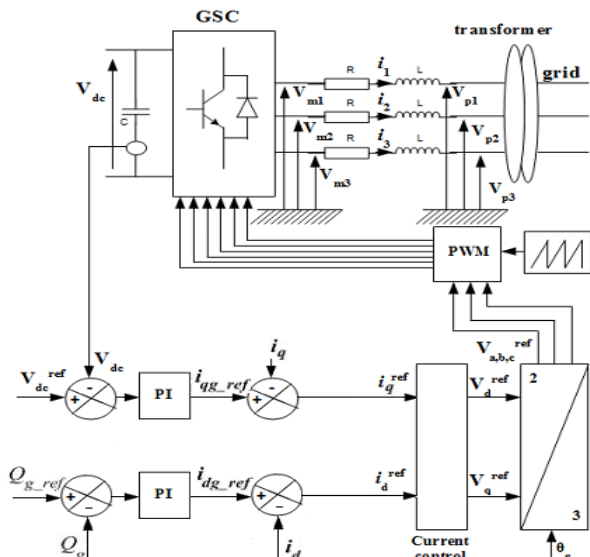 GSC
transformer
grid
V_dc
C
R
i_1
L
R
i_2
L
R
i_3
L
V_m1
V_m2
V_m3
V_p1
V_p2
V_p3
PWM
V_a,b,c^ref
V_dc
i_q
V_dc^ref
+
-
PI
i_qg_ref
+
-
i_q^ref
V_d^ref
2
Q_g_ref
+
-
PI
i_dg_ref
+
-
i_d^ref
V_q^ref
3
Q_g
i_d
Current
control